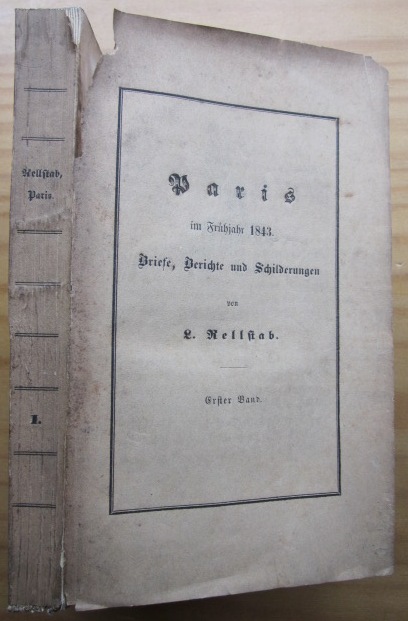 Rellstab,
Paris.
I.
Paris
im Frühjahr 1843.
Briefe, Berichte und Schilderungen
von
L. Rellstab.
Erster Band.